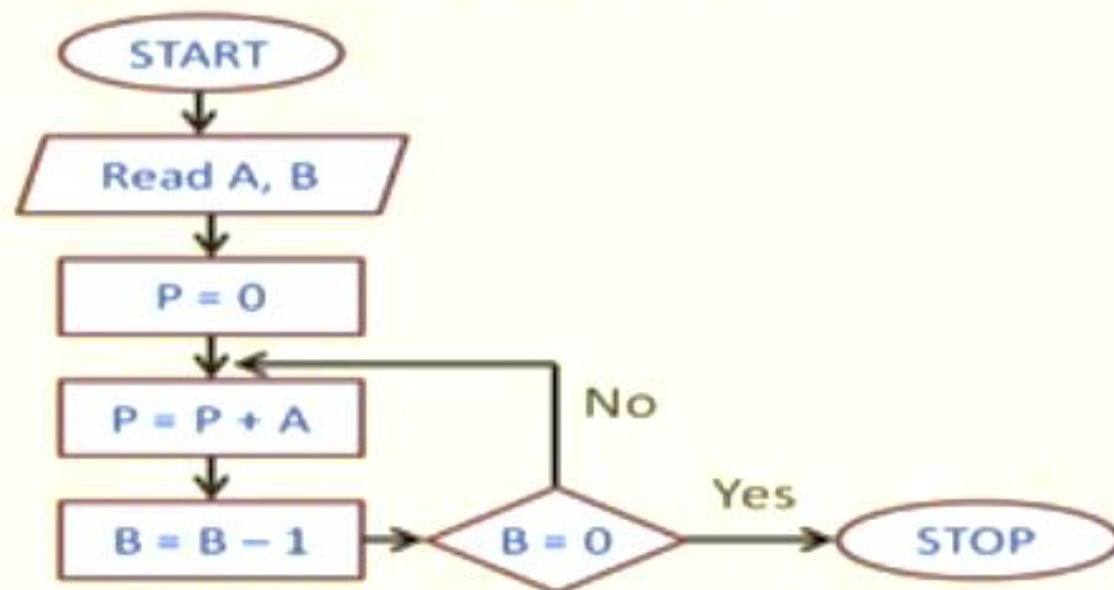 START
Read A, B
P = 0
P = P + A
No
B = B – 1
B = 0
Yes
STOP